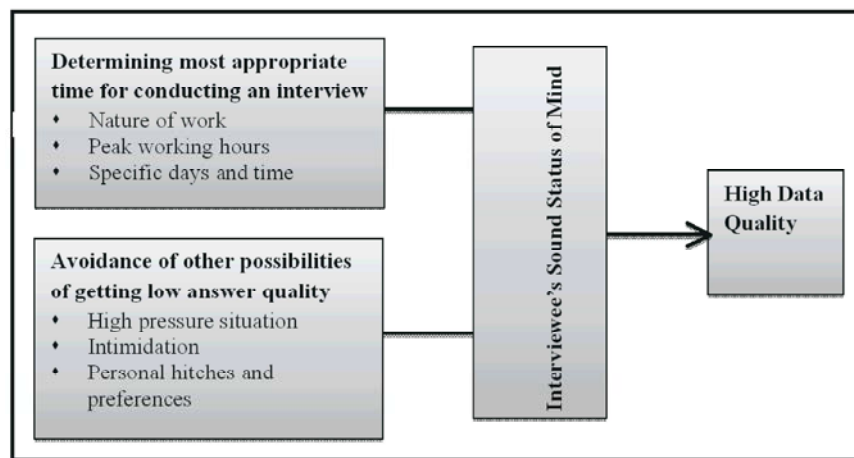 Determining most appropriate
time for conducting an interview
♦ Nature of work
♦ Peak working hours
♦ Specific days and time
Avoidance of other possibilities
of getting low answer quality
♦ High pressure situation
♦ Intimidation
♦ Personal hitches and
preferences
Interviewee's Sound Status of Mind
High Data
Quality